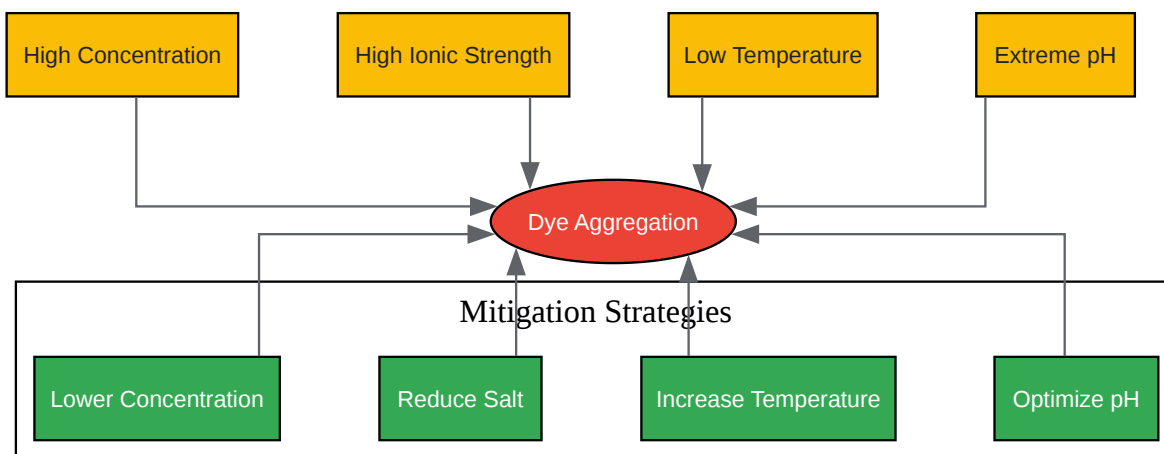 High Concentration
High Ionic Strength
Low Temperature
Extreme pH
Dye Aggregation
Mitigation Strategies
Lower Concentration
Reduce Salt
Increase Temperature
Optimize pH